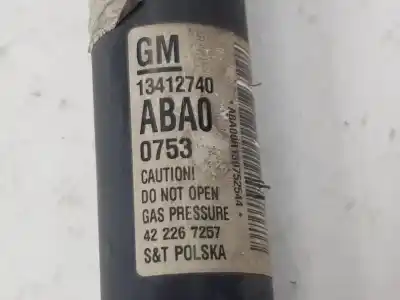 GM
13412740
ABA0
0753
CAUTION!
DO NOT OPEN
GAS PRESSURE
42 226 7257
S&T POLSKA